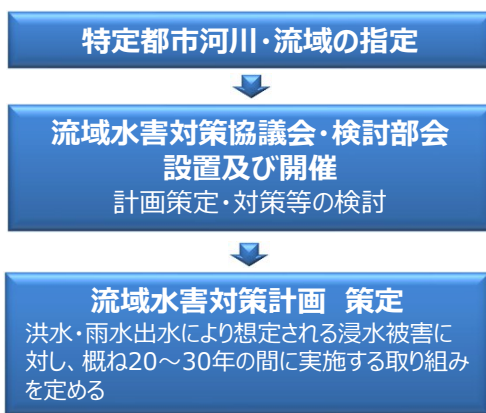 特定都市河川・流域の指定
流域水害対策協議会・検討部会
設置及び開催
計画策定・対策等の検討
流域水害対策計画　策定
洪水・雨水出水により想定される浸水被害に
対し、概ね20～30年の間に実施する取り組み
を定める